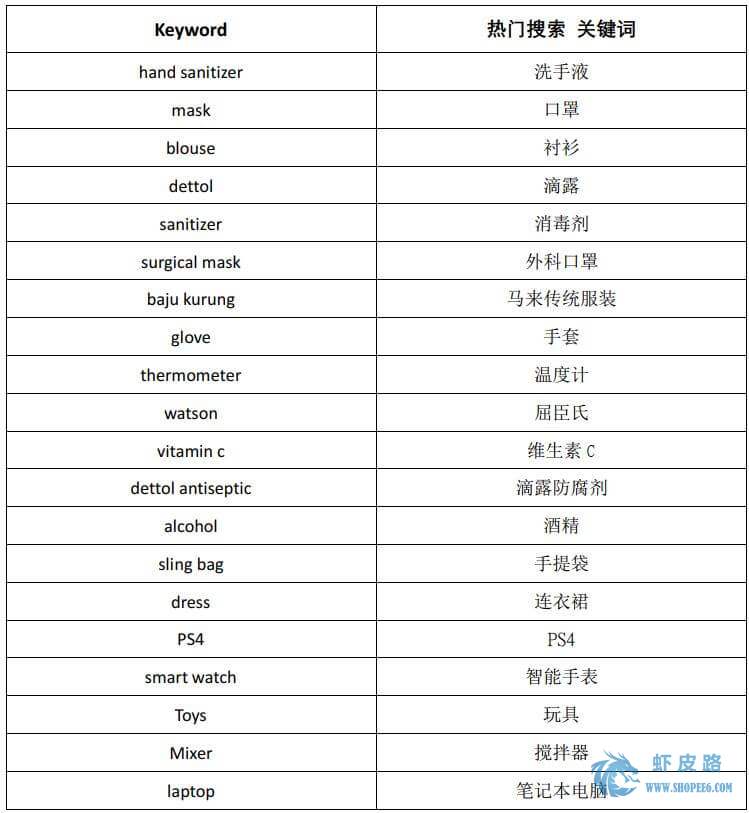 Keyword 热门搜索 关键词
hand sanitizer 洗手液
mask 口罩
blouse 衬衫
dettol 滴露
sanitizer 消毒剂
surgical mask 外科口罩
baju kurung 马来传统服装
glove 手套
thermometer 温度计
watson 屈臣氏
vitamin c 维生素 C
dettol antiseptic 滴露防腐剂
alcohol 酒精
sling bag 手提袋
dress 连衣裙
PS4 PS4
smart watch 智能手表
Toys 玩具
Mixer 搅拌器
laptop 笔记本电脑
虾皮路
WWW.SHOPEE6.COM